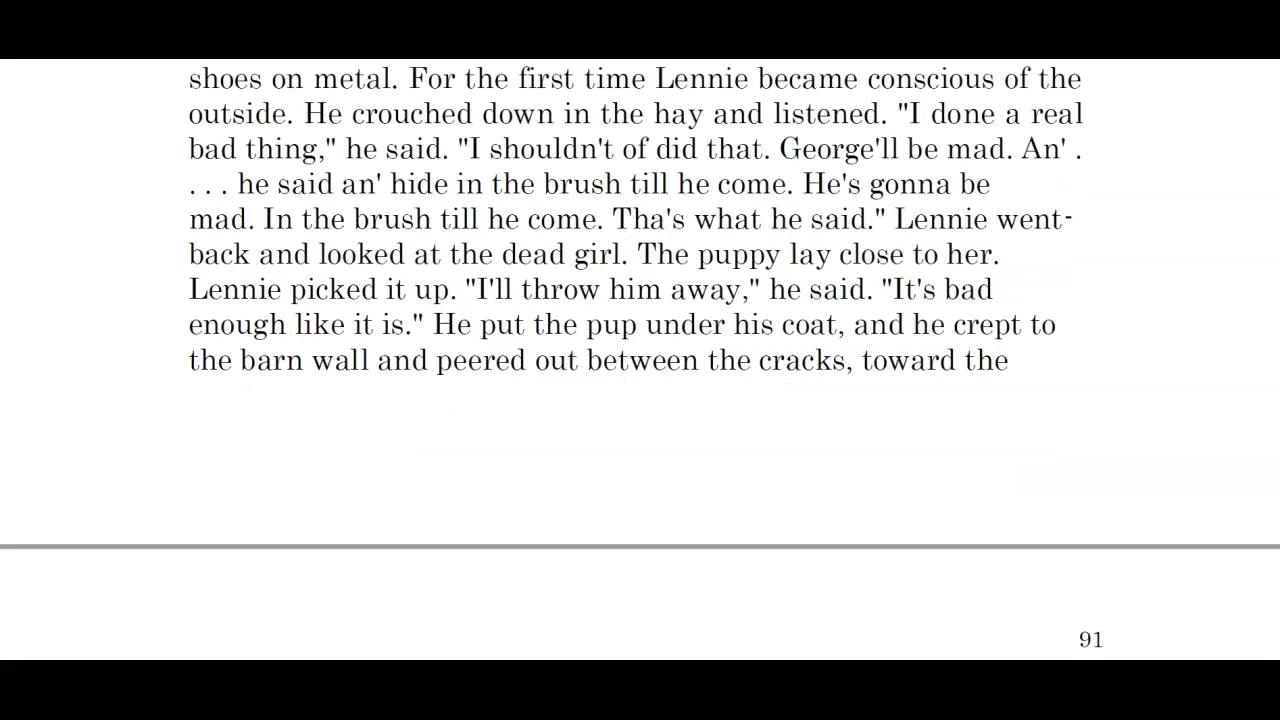 shoes on metal. For the first time Lennie became conscious of the
outside. He crouched down in the hay and listened. "I done a real
bad thing," he said. "I shouldn't of did that. George'll be mad. An' .
. . . he said an' hide in the brush till he come. He's gonna be
mad. In the brush till he come. Tha's what he said." Lennie went-
back and looked at the dead girl. The puppy lay close to her.
Lennie picked it up. "I'll throw him away," he said. "It's bad
enough like it is." He put the pup under his coat, and he crept to
the barn wall and peered out between the cracks, toward the
91